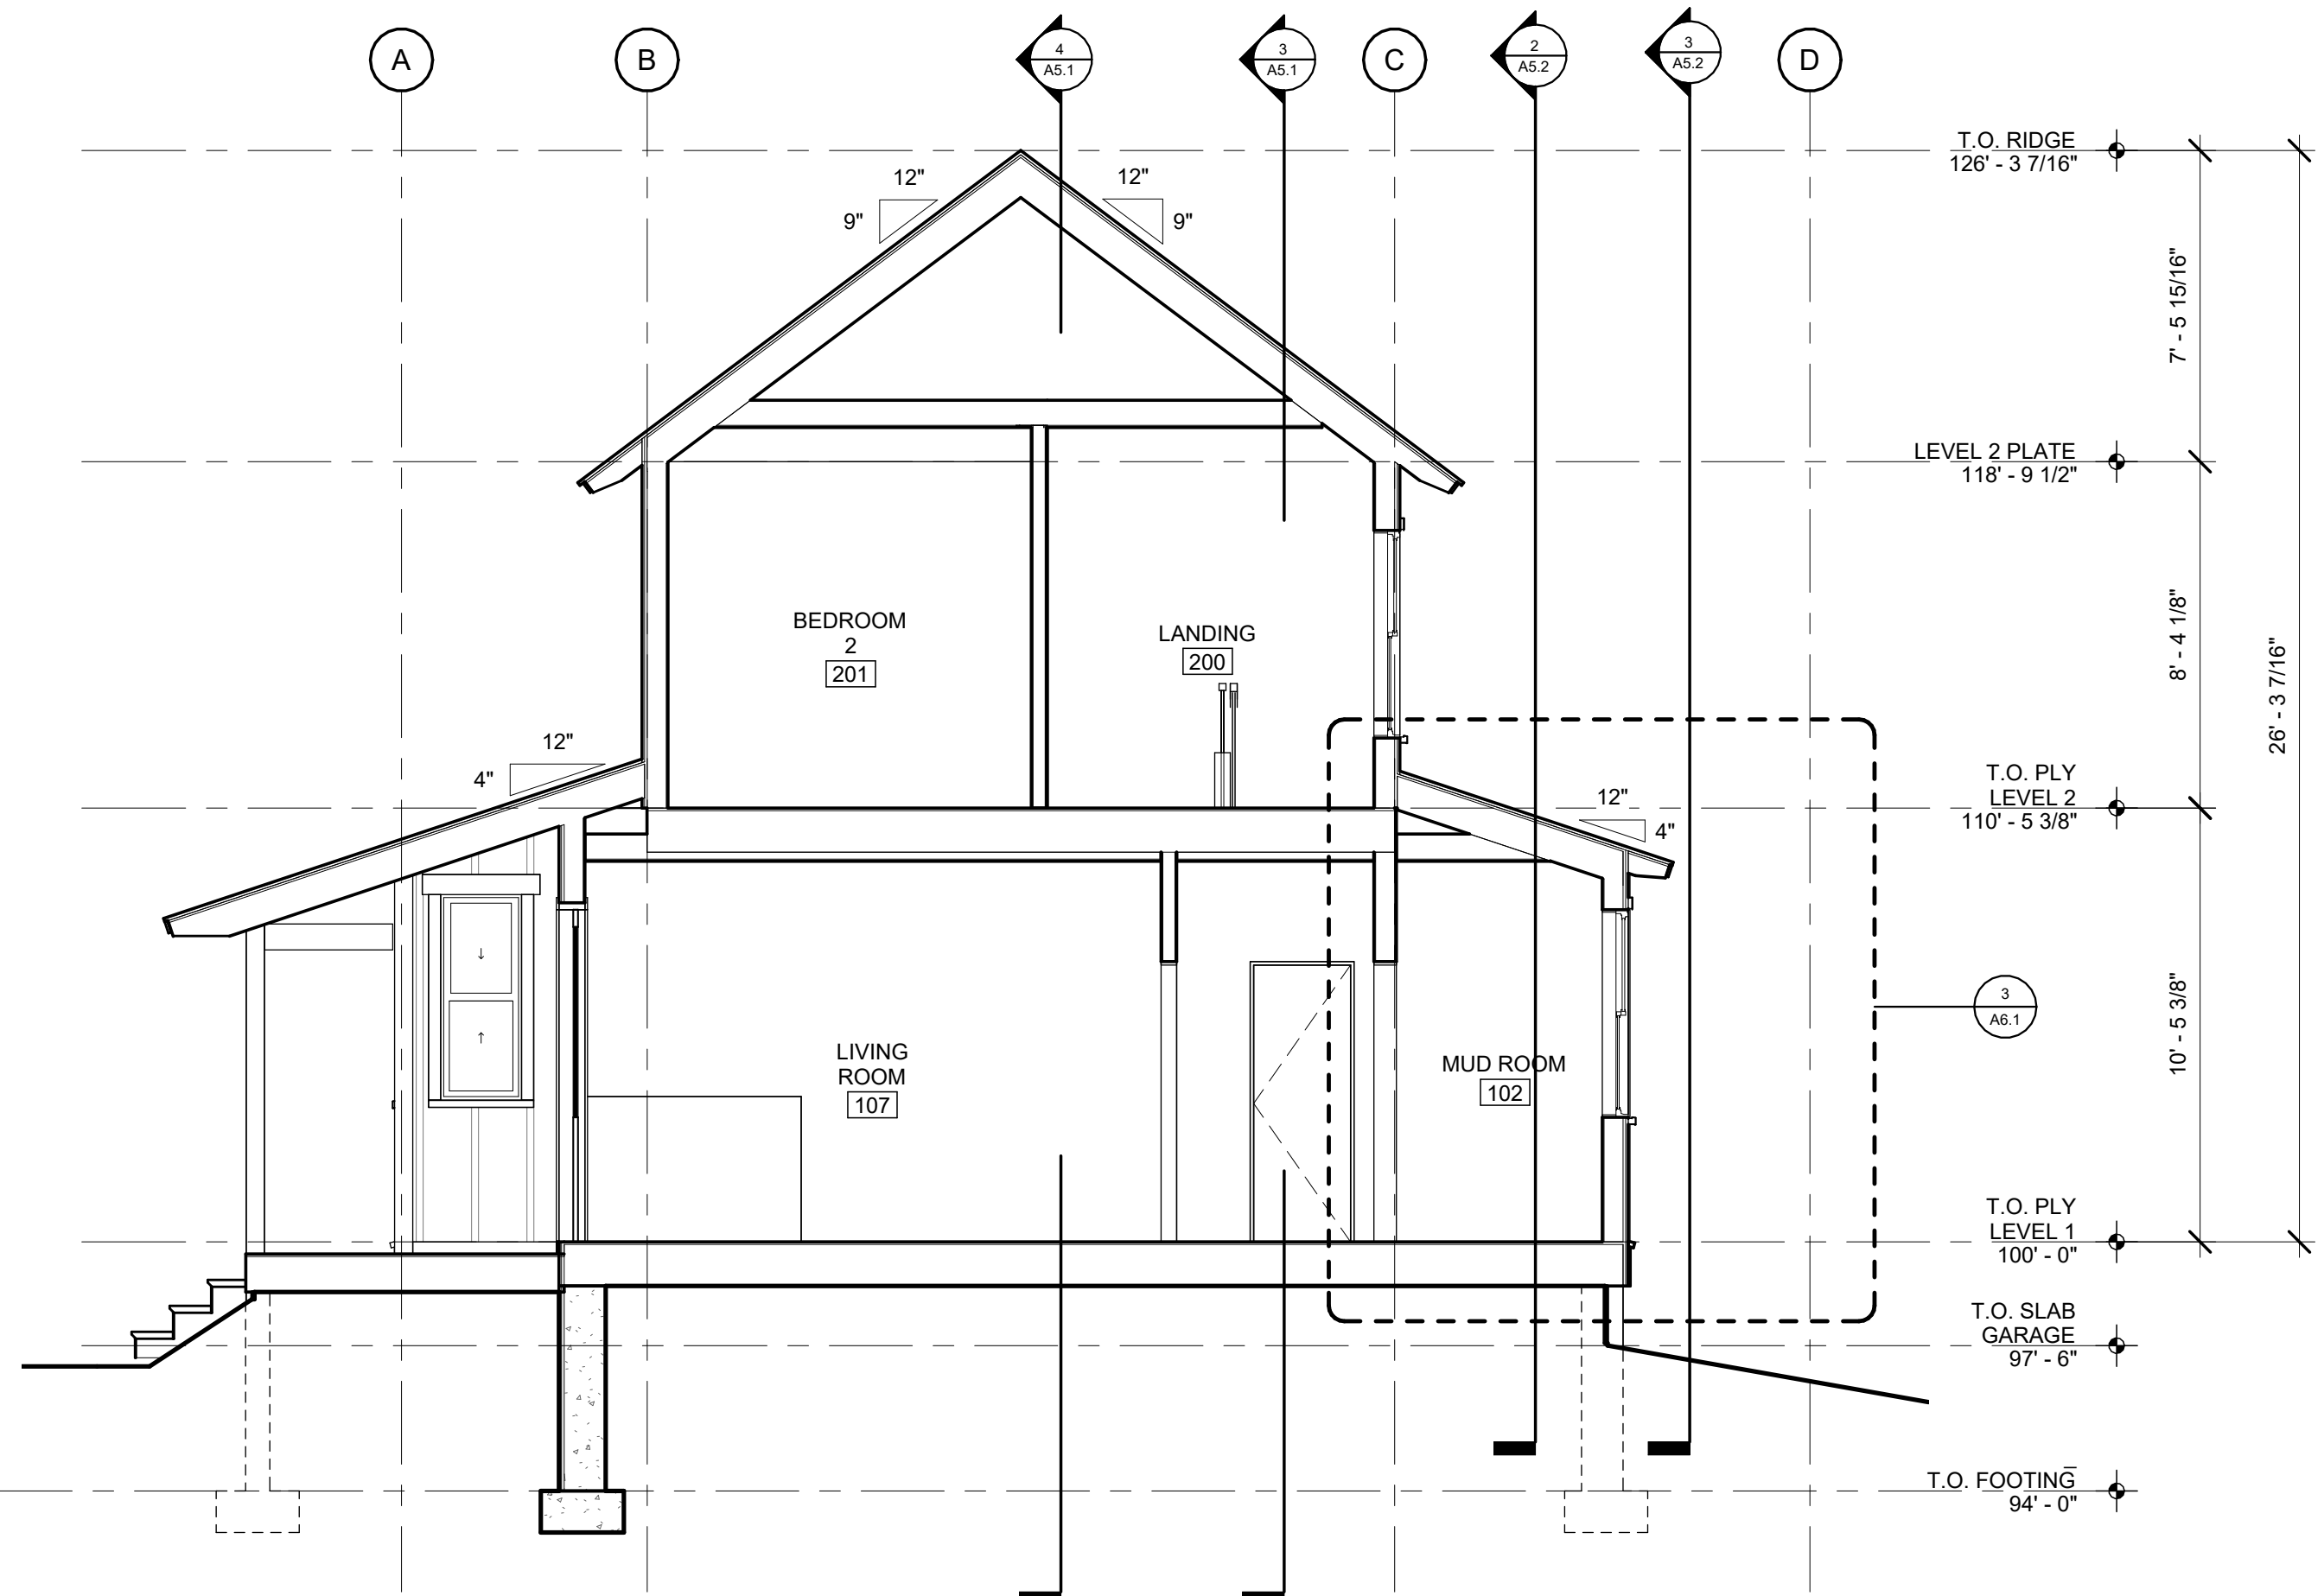 A
B
4
A5.1
3
A5.1
C
2
A5.2
3
A5.2
D
T.O. RIDGE
126' - 3 7/16"
12"
9"
12"
9"
7' - 5 15/16"
LEVEL 2 PLATE
118' - 9 1/2"
BEDROOM
2
201
LANDING
200
8' - 4 1/8"
26' - 3 7/16"
12"
4"
T.O. PLY
LEVEL 2
110' - 5 3/8"
12"
4"
3
A6.1
10' - 5 3/8"
LIVING
ROOM
107
MUD ROOM
102
T.O. PLY
LEVEL 1
100' - 0"
T.O. SLAB
GARAGE
97' - 6"
T.O. FOOTING
94' - 0"